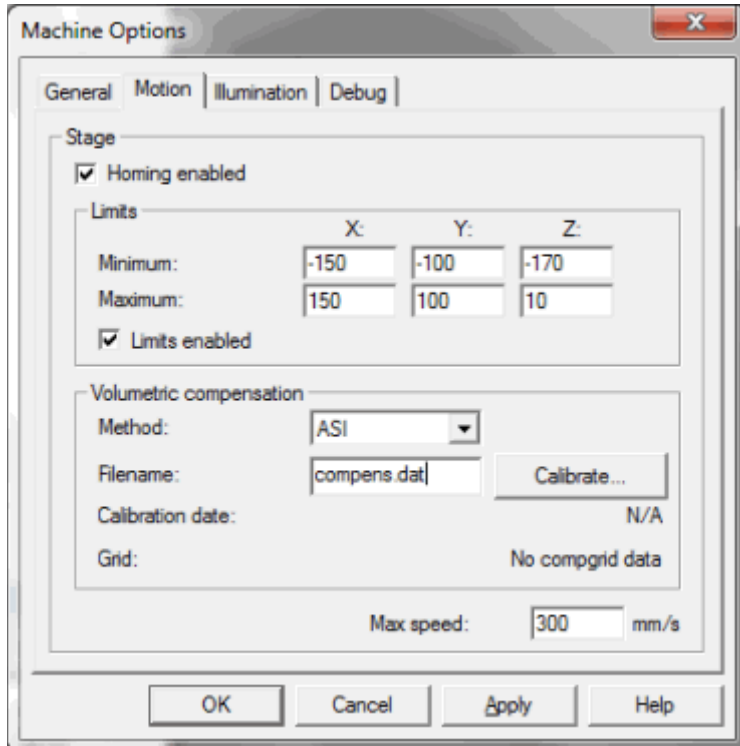 Machine Options
General Motion Illumination Debug
Stage
Homing enabled
Limits
X: Y: Z:
Minimum: -150 -100 -170
Maximum: 150 100 10
Limits enabled
Volumetric compensation
Method: ASI
Filename: compens.dat Calibrate...
Calibration date: N/A
Grid: No compgrid data
Max speed: 300 mm/s
OK Cancel Apply Help